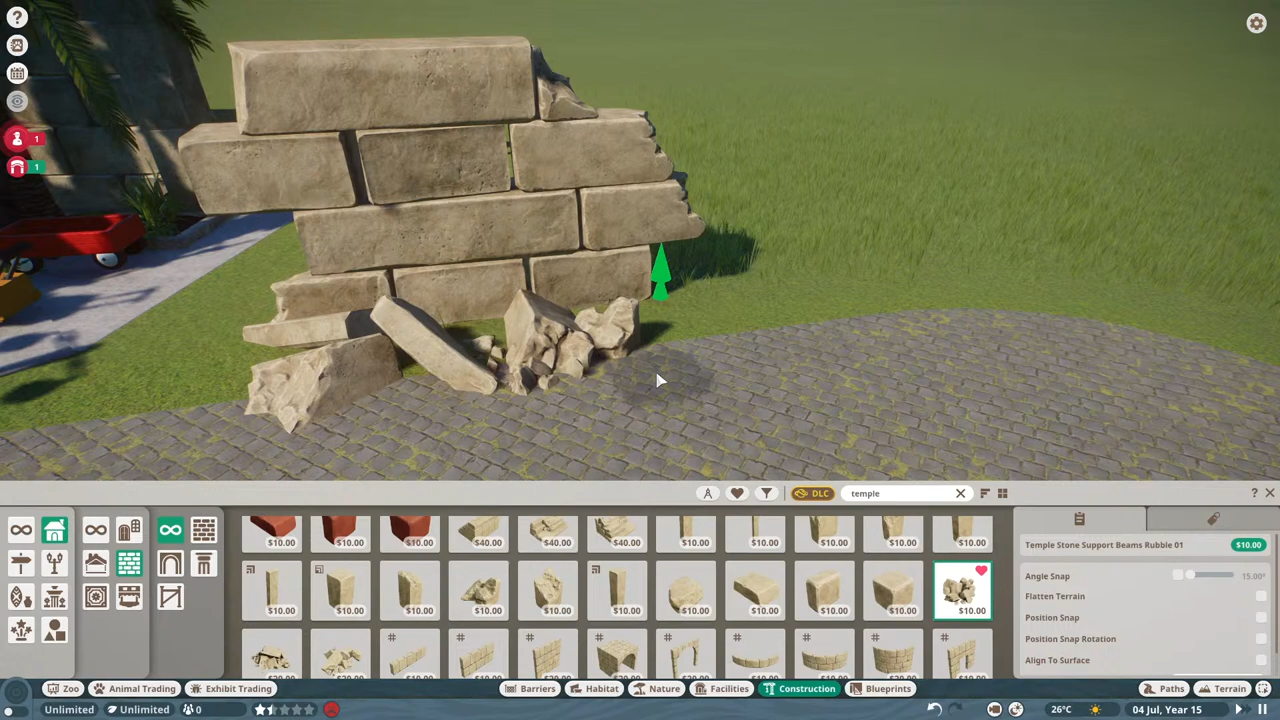 ?
1
1
DLC
temple
?
$10.00 $10.00 $10.00 $40.00 $40.00 $40.00 $10.00 $10.00 $10.00 $10.00 $10.00
$10.00 $10.00 $10.00 $10.00 $10.00 $10.00 $10.00 $10.00 $10.00 $10.00 $10.00
Temple Stone Support Beams Rubble 01 $10.00
Angle Snap 15.00°
Flatten Terrain
Position Snap
Position Snap Rotation
Align To Surface
Zoo Animal Trading Exhibit Trading Barriers Habitat Nature Facilities Construction Blueprints Paths Terrain
Unlimited Unlimited 0 26°C 04 Jul, Year 15